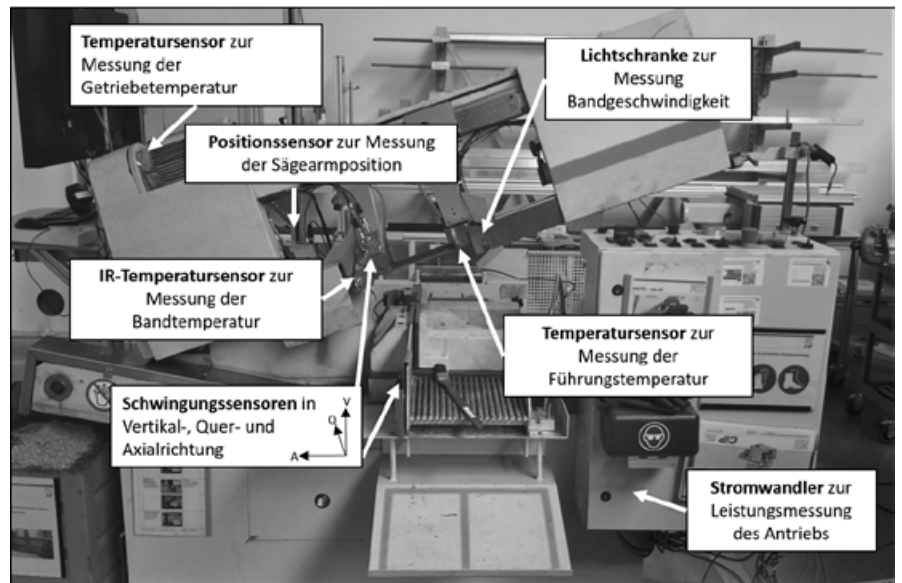 Temperatursensor zur
Messung der
Getriebetemperatur
Lichtschranke zur
Messung
Bandgeschwindigkeit
Positionssensor zur Messung
der Sägearmposition
IR-Temperatursensor zur
Messung der
Bandtemperatur
Temperatursensor zur
Messung der
Führungstemperatur
Schwingungssensoren in
Vertikal-, Quer- und
Axialrichtung
V
Q
A
Stromwandler zur
Leistungsmessung
des Antriebs
CIP